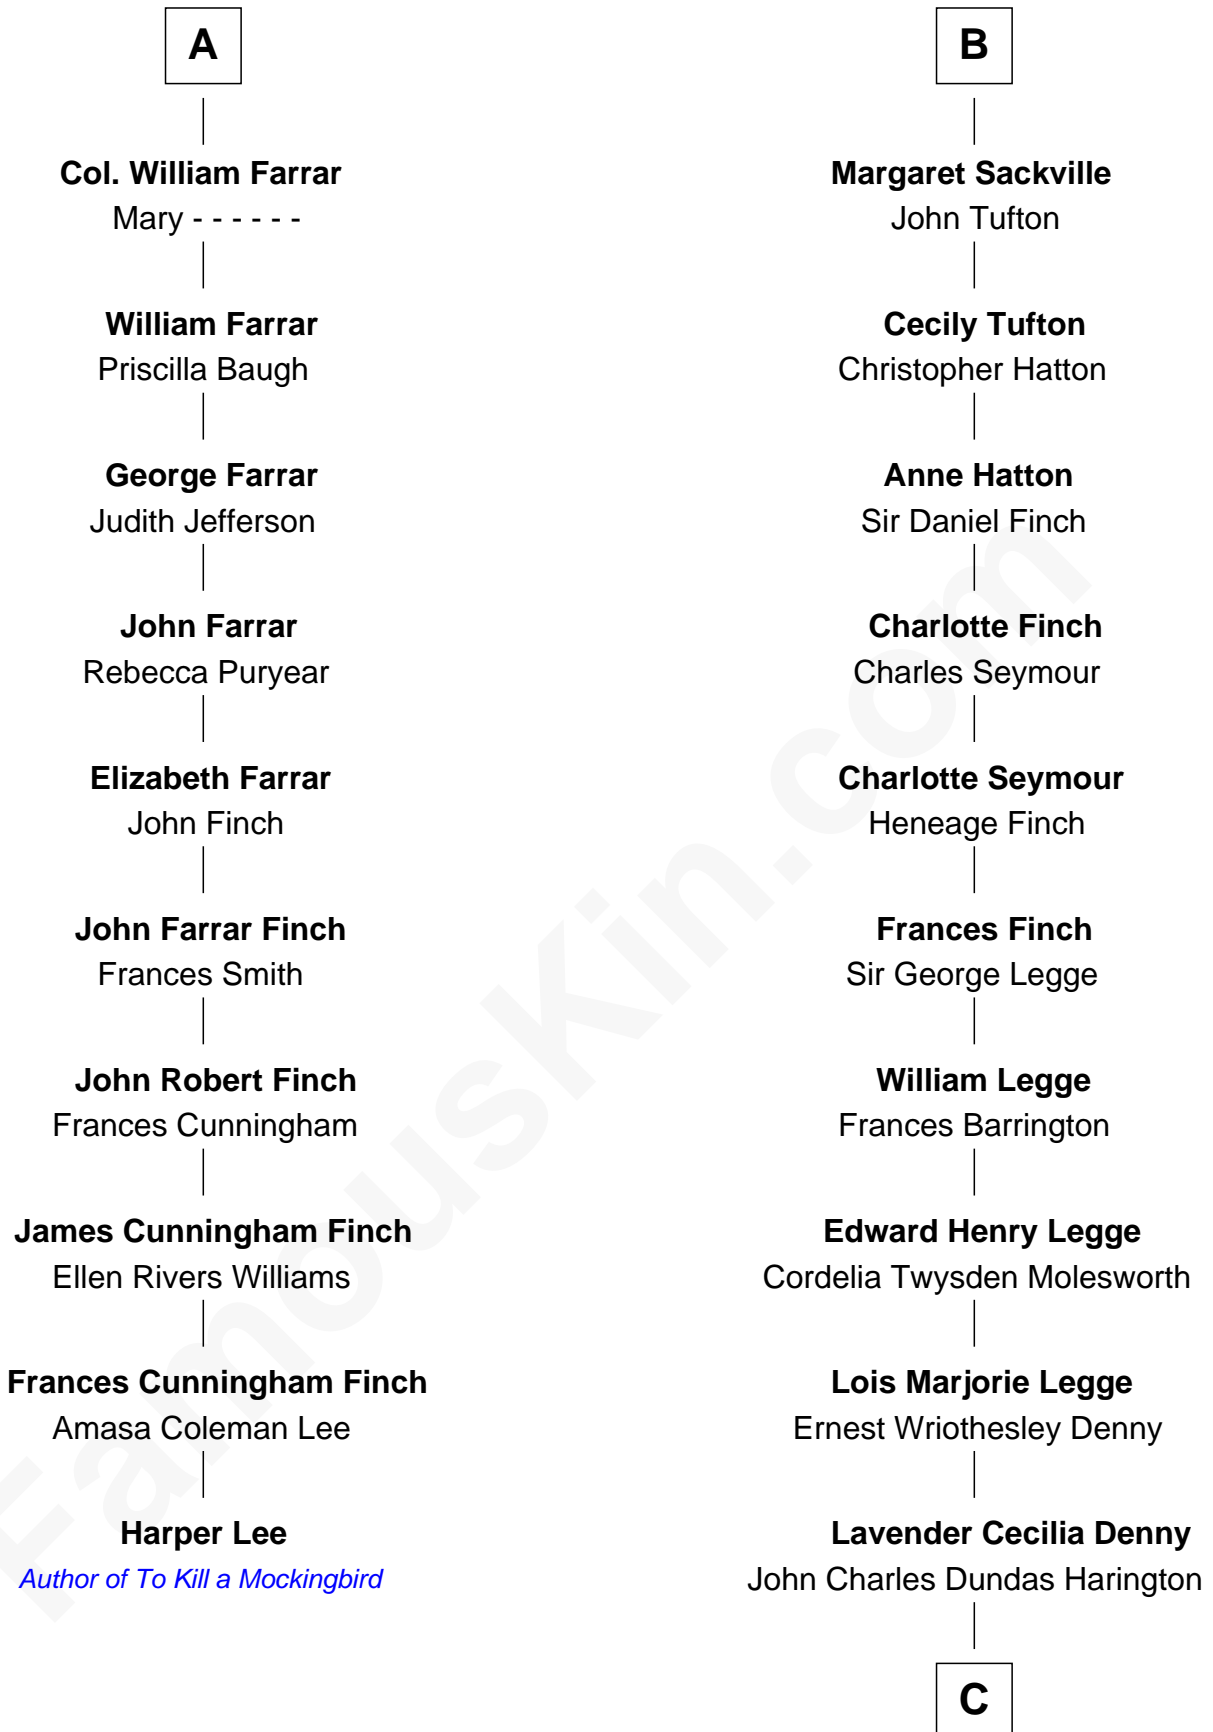 A
Col. William Farrar
Mary - - - - - -
William Farrar
Priscilla Baugh
George Farrar
Judith Jefferson
John Farrar
Rebecca Puryear
Elizabeth Farrar
John Finch
John Farrar Finch
Frances Smith
John Robert Finch
Frances Cunningham
James Cunningham Finch
Ellen Rivers Williams
Frances Cunningham Finch
Amasa Coleman Lee
Harper Lee
Author of To Kill a Mockingbird
B
Margaret Sackville
John Tufton
Cecily Tufton
Christopher Hatton
Anne Hatton
Sir Daniel Finch
Charlotte Finch
Charles Seymour
Charlotte Seymour
Heneage Finch
Frances Finch
Sir George Legge
William Legge
Frances Barrington
Edward Henry Legge
Cordelia Twysden Molesworth
Lois Marjorie Legge
Ernest Wriothesley Denny
Lavender Cecilia Denny
John Charles Dundas Harington
C
FamousKin.com